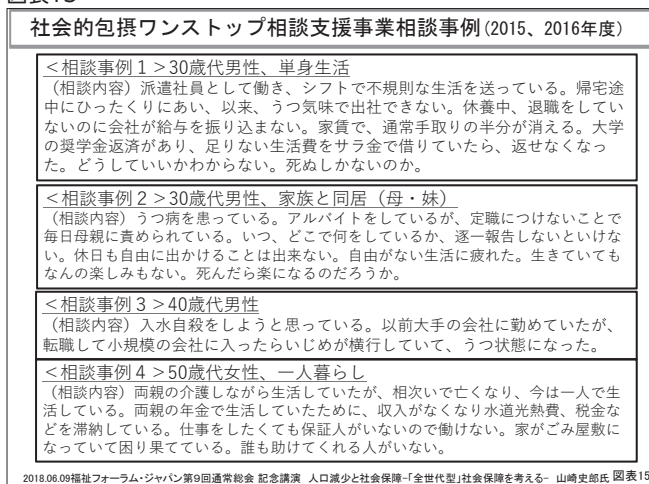 社会的包摂ワンストップ相談支援事業相談事例(2015、2016年度)
＜相談事例１＞30歳代男性、単身生活
（相談内容）派遣社員として働き、シフトで不規則な生活を送っている。帰宅途
中にひったくりにあい、以来、うつ気味で出社できない。休養中、退職をしてい
ないのに会社が給与を振り込まない。家賃で、通常手取りの半分が消える。大学
の奨学金返済があり、足りない生活費をサラ金で借りていたら、返せなくなっ
た。どうしていいかわからない。死ぬしかないのか。
＜相談事例２＞30歳代男性、家族と同居（母・妹）
（相談内容）うつ病を患っている。アルバイトをしているが、定職につけないことで
毎日母親に責められている。いつ、どこで何をしているか、逐一報告しないといけな
い。休日も自由に出かけることは出来ない。自由がない生活に疲れた。生きていても
なんの楽しみもない。死んだら楽になるのだろうか。
＜相談事例３＞40歳代男性
（相談内容）入水自殺をしようと思っている。以前大手の会社に勤めていたが、
転職して小規模の会社に入ったらいじめが横行していて、うつ状態になった。
＜相談事例４＞50歳代女性、一人暮らし
（相談内容）両親の介護しながら生活していたが、相次いで亡くなり、今は一人で生
活している。両親の年金で生活していたために、収入がなくなり水道光熱費、税金な
どを滞納している。仕事をしたくても保証人がいないので働けない。家がごみ屋敷に
なっていて困り果てている。誰も助けてくれる人がいない。
2018.06.09福祉フォーラム・ジャパン第9回通常総会 記念講演 人口減少と社会保障-｢全世代型｣社会保障を考える- 山崎史郎氏 図表15